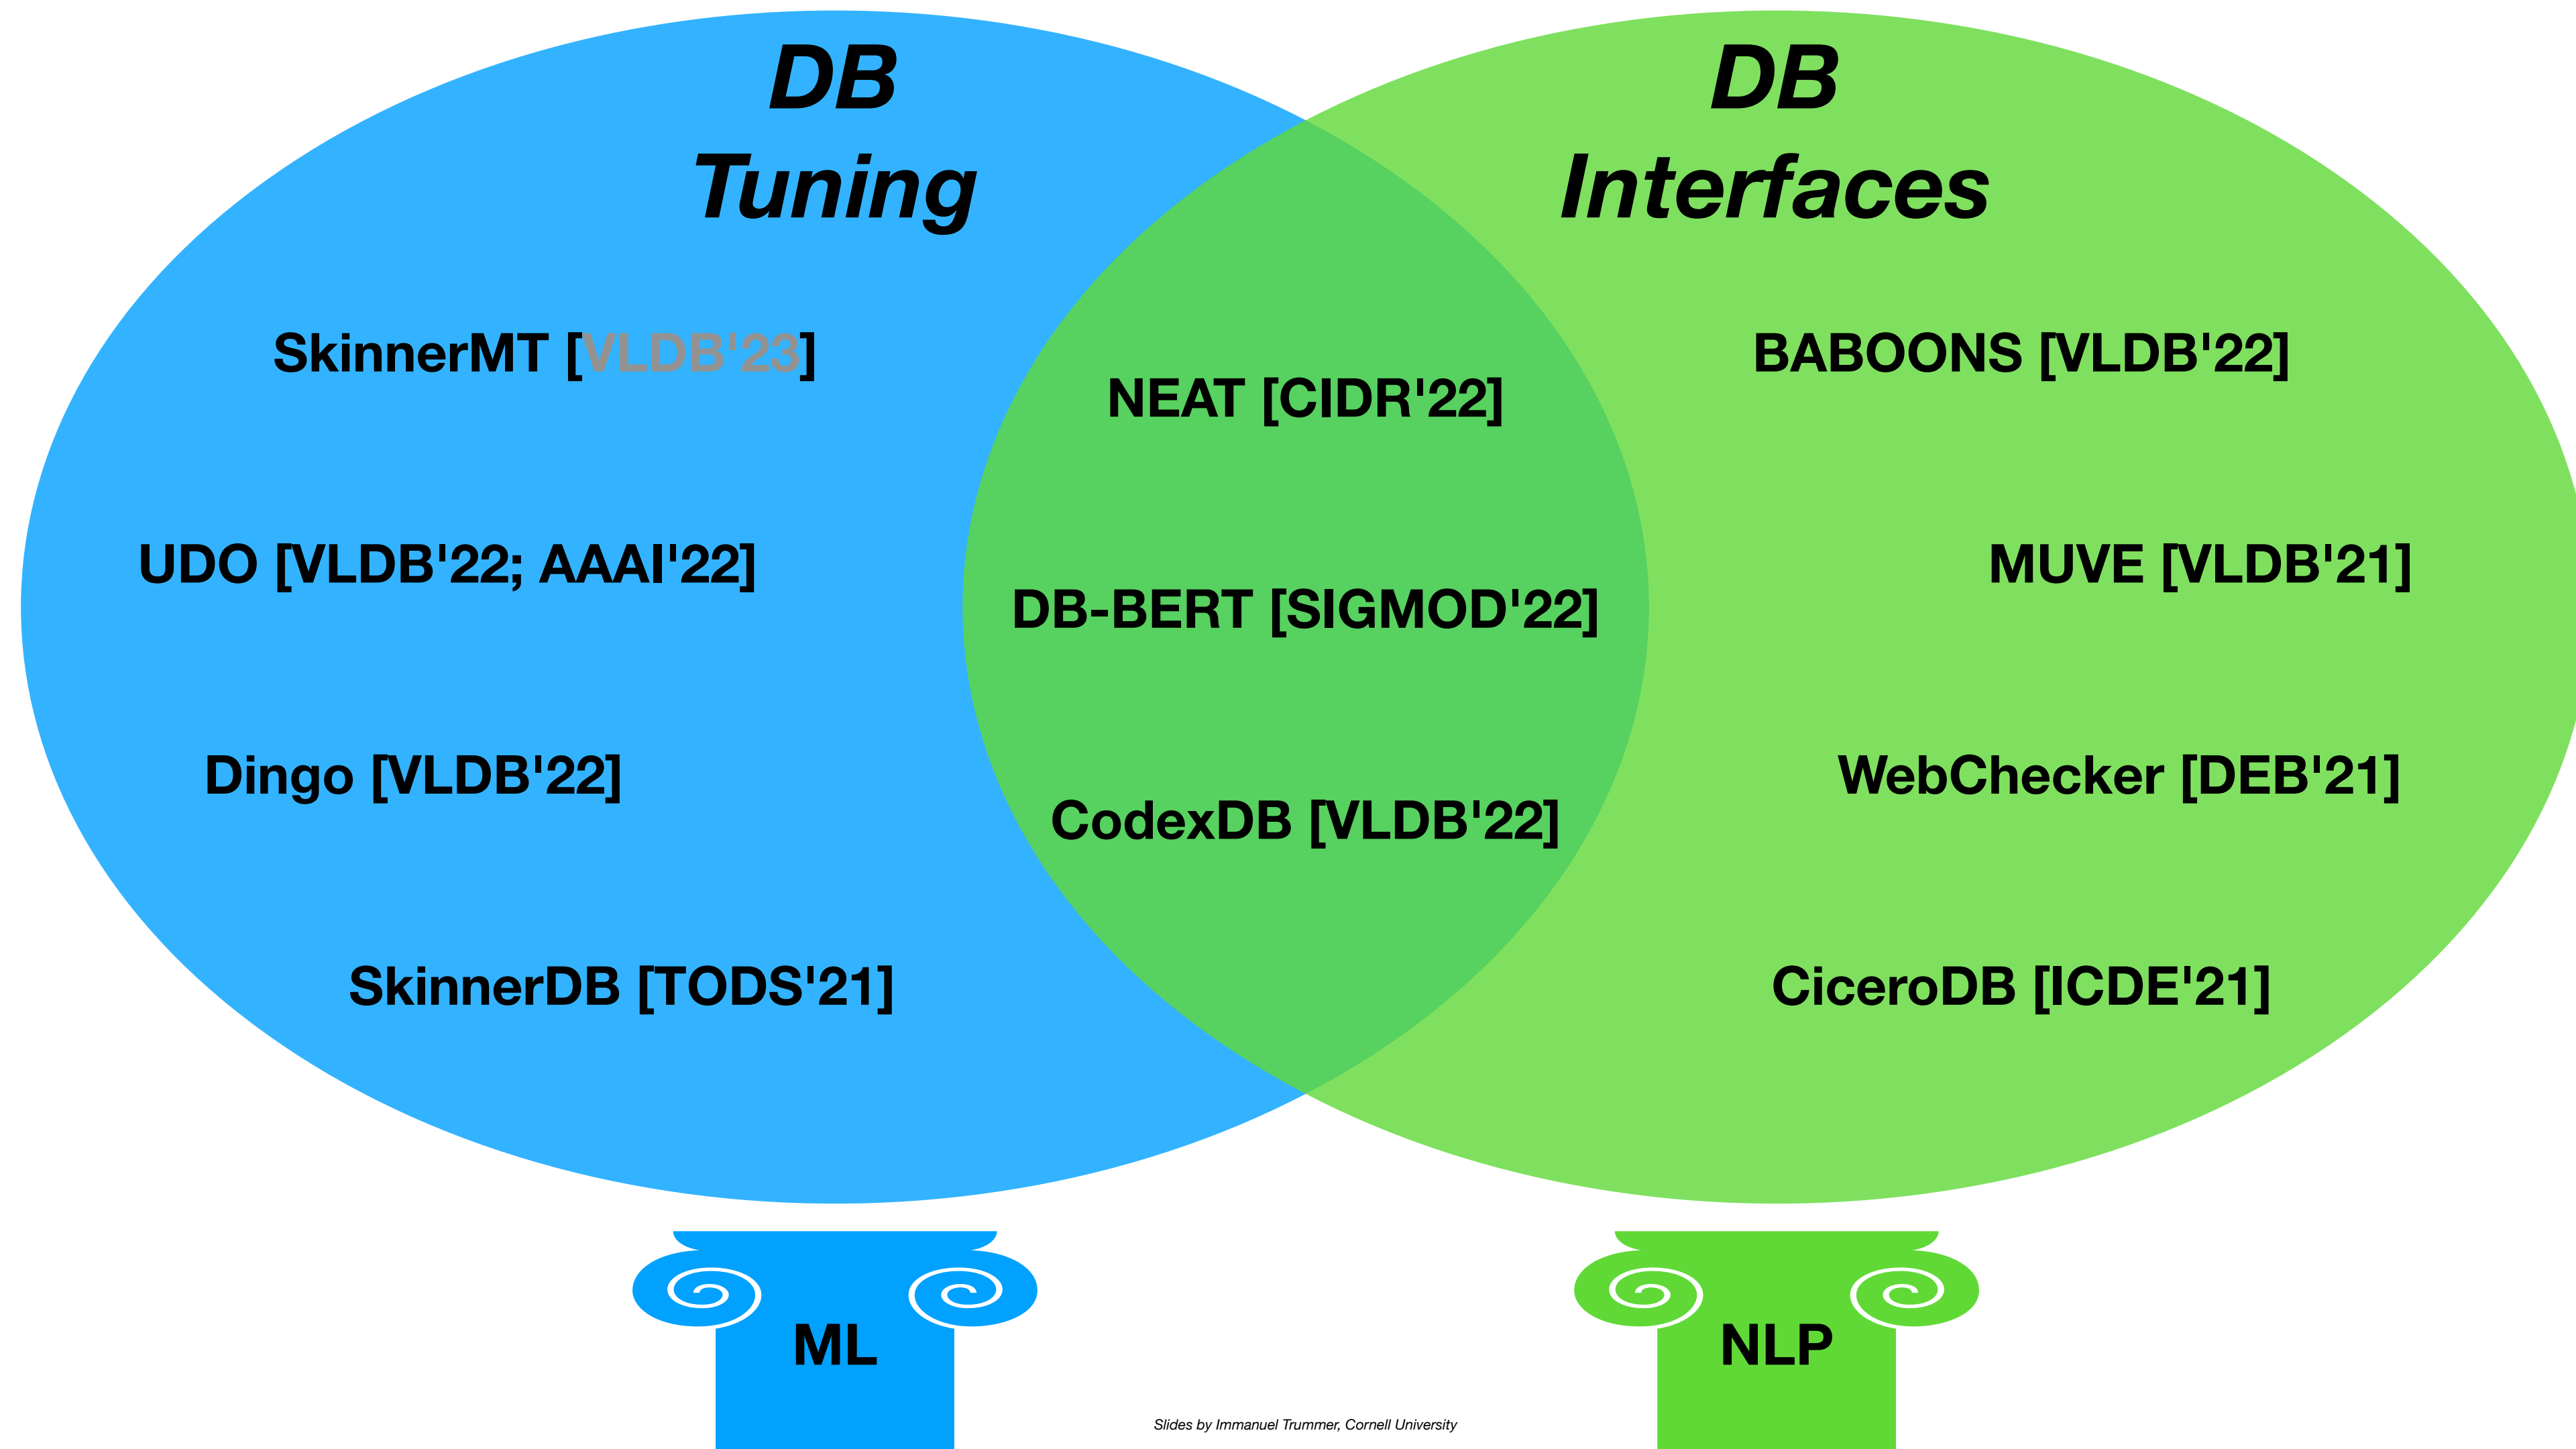 DB
Tuning
SkinnerMT [VLDB'23]
UDO [VLDB'22; AAAI'22]
Dingo [VLDB'22]
SkinnerDB [TODS'21]
NEAT [CIDR'22]
DB-BERT [SIGMOD'22]
CodexDB [VLDB'22]
DB
Interfaces
BABOONS [VLDB'22]
MUVE [VLDB'21]
WebChecker [DEB'21]
CiceroDB [ICDE'21]
ML
NLP
Slides by Immanuel Trummer, Cornell University